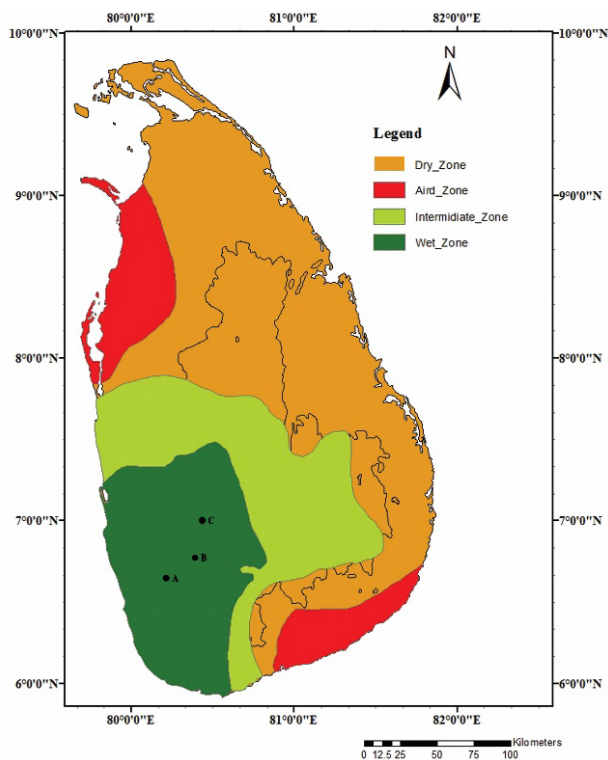 80°0'0"E 81°0'0"E 82°0'0"E
10°0'0"N 10°0'0"N
N
Legend
Dry_Zone
9°0'0"N 9°0'0"N
Aird_Zone
Intermidiate_Zone
Wet_Zone
8°0'0"N 8°0'0"N
7°0'0"N C 7°0'0"N
B
A
6°0'0"N 6°0'0"N
80°0'0"E 81°0'0"E 82°0'0"E
Kilometers
0 12.5 25 50 75 100